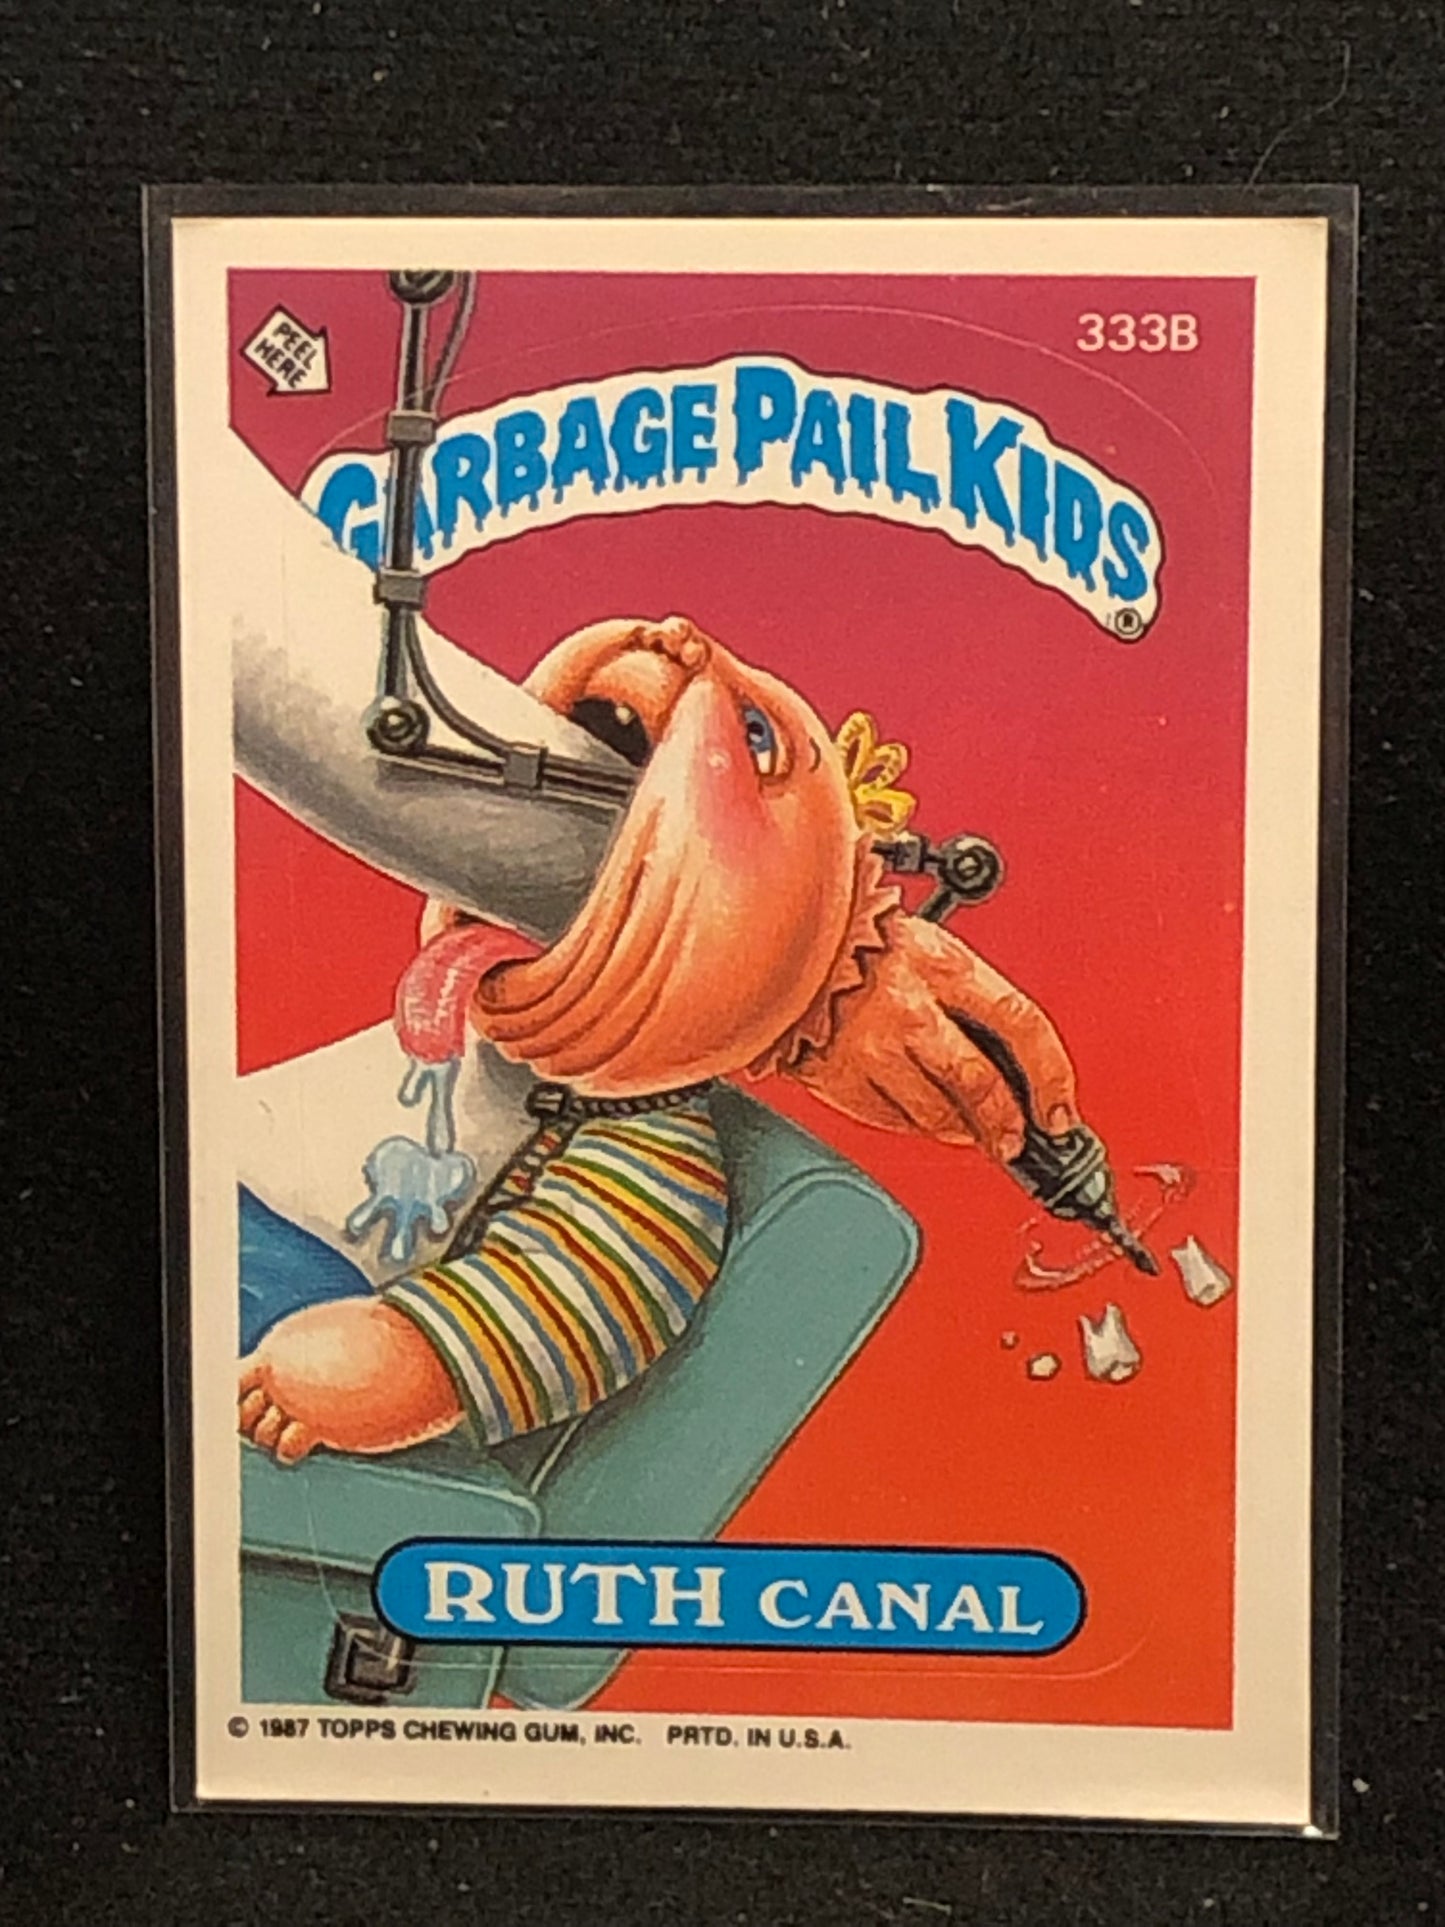 PEEL
HERE
333B
GARBAGE PAIL KIDS
®
RUTH CANAL
© 1987 TOPPS CHEWING GUM, INC. PRTD. IN U.S.A.